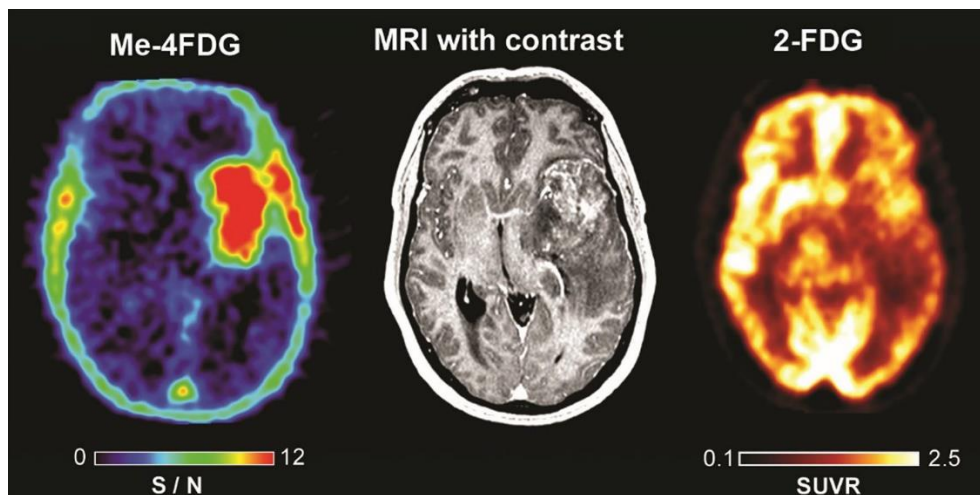 Me-4FDG
MRI with contrast
2-FDG
0 12
S / N
0.1 2.5
SUVR